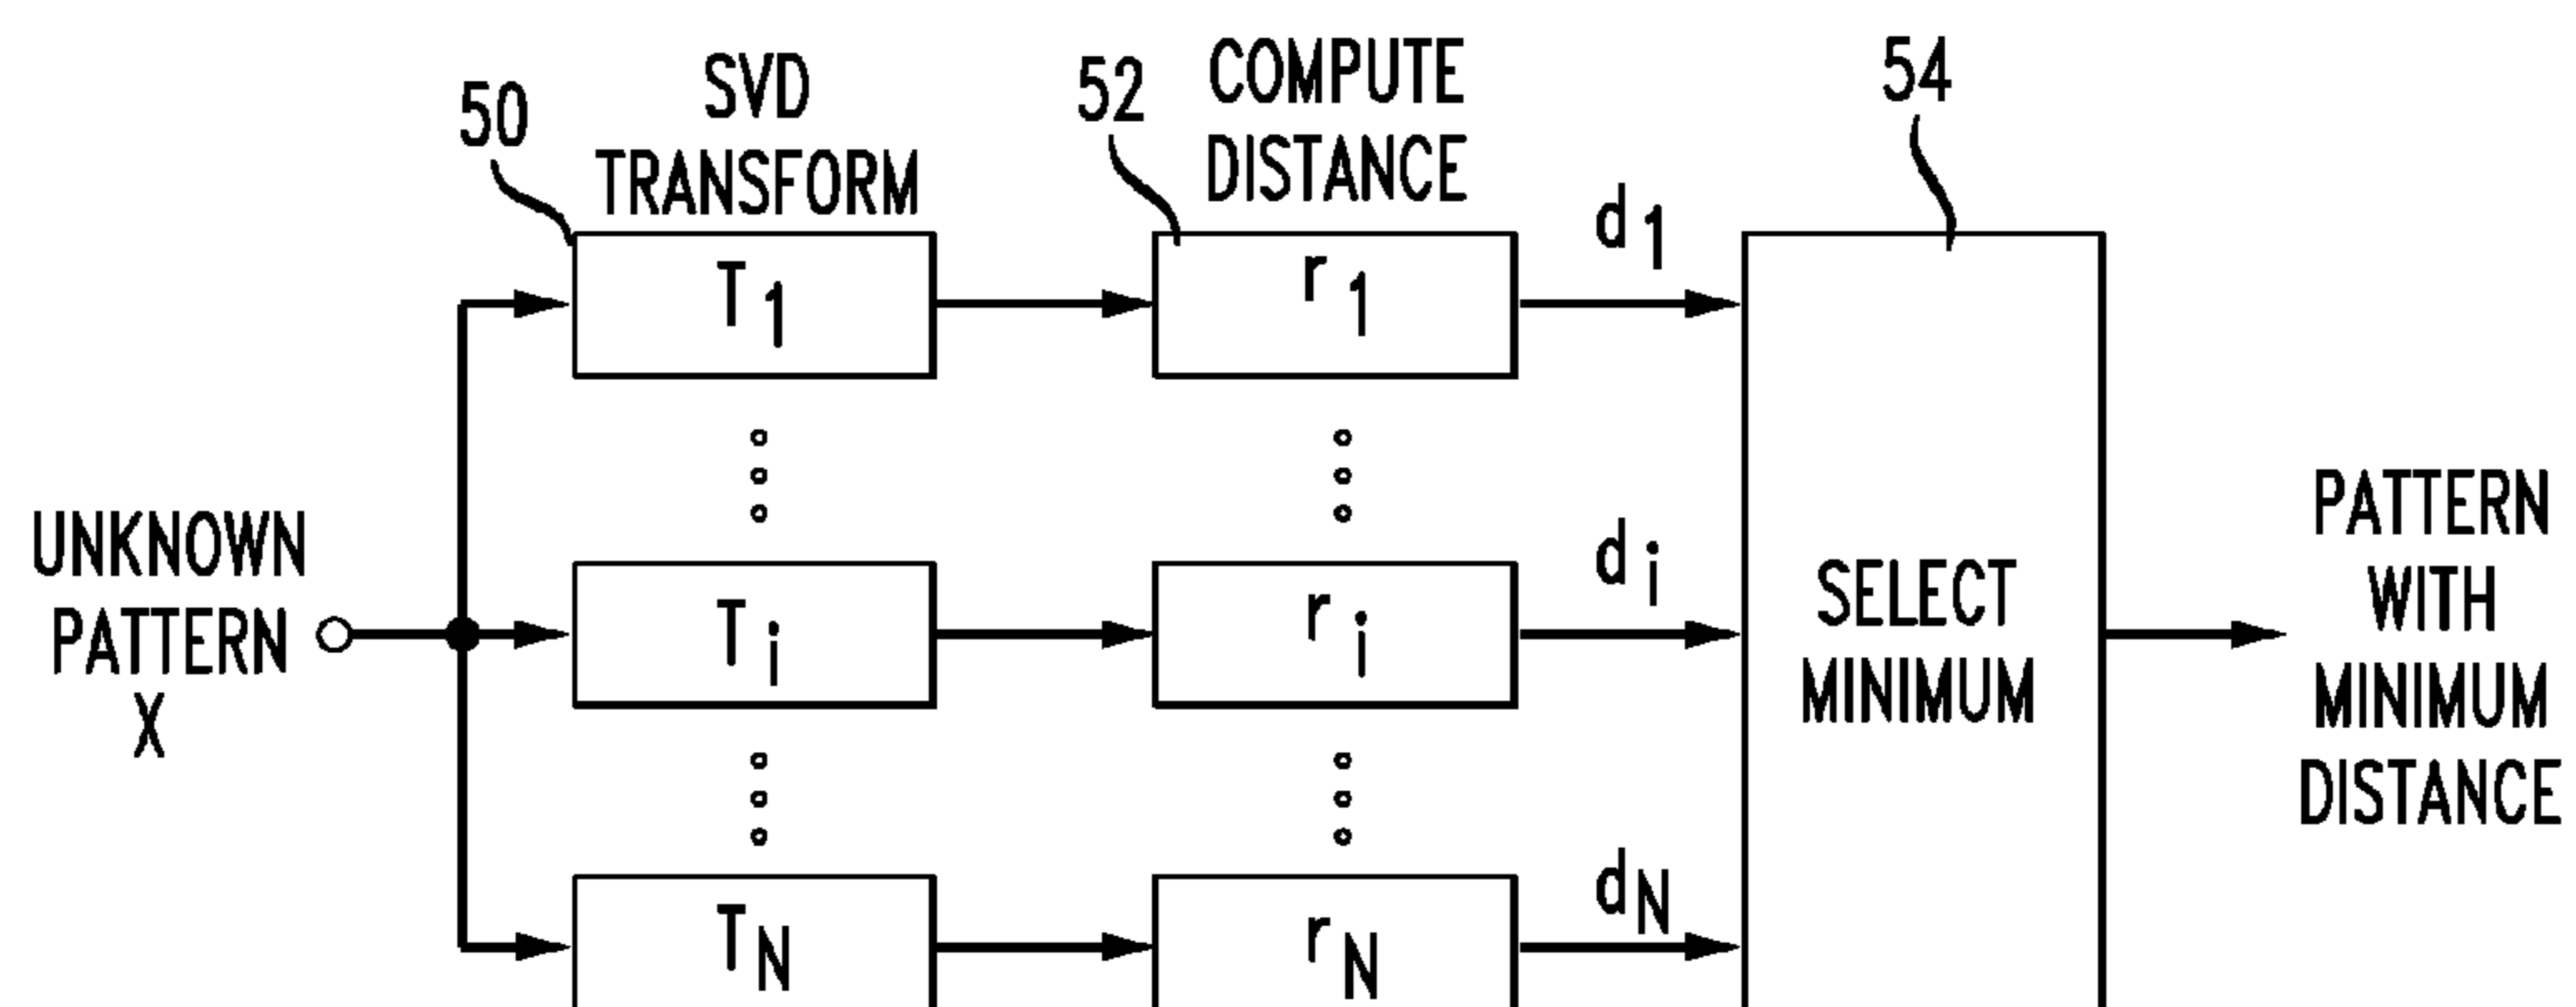 50
SVD
TRANSFORM
52
COMPUTE
DISTANCE
54
T1
r1
d1
UNKNOWN
PATTERN
X
Ti
ri
di
SELECT
MINIMUM
PATTERN
WITH
MINIMUM
DISTANCE
TN
rN
dN